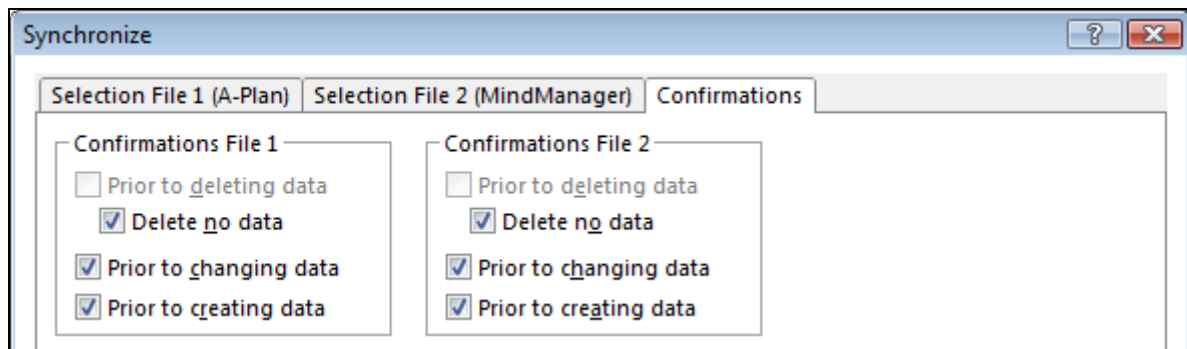 Synchronize
Selection File 1 (A-Plan) Selection File 2 (MindManager) Confirmations
Confirmations File 1 Confirmations File 2
Prior to deleting data Prior to deleting data
Delete no data Delete no data
Prior to changing data Prior to changing data
Prior to creating data Prior to creating data